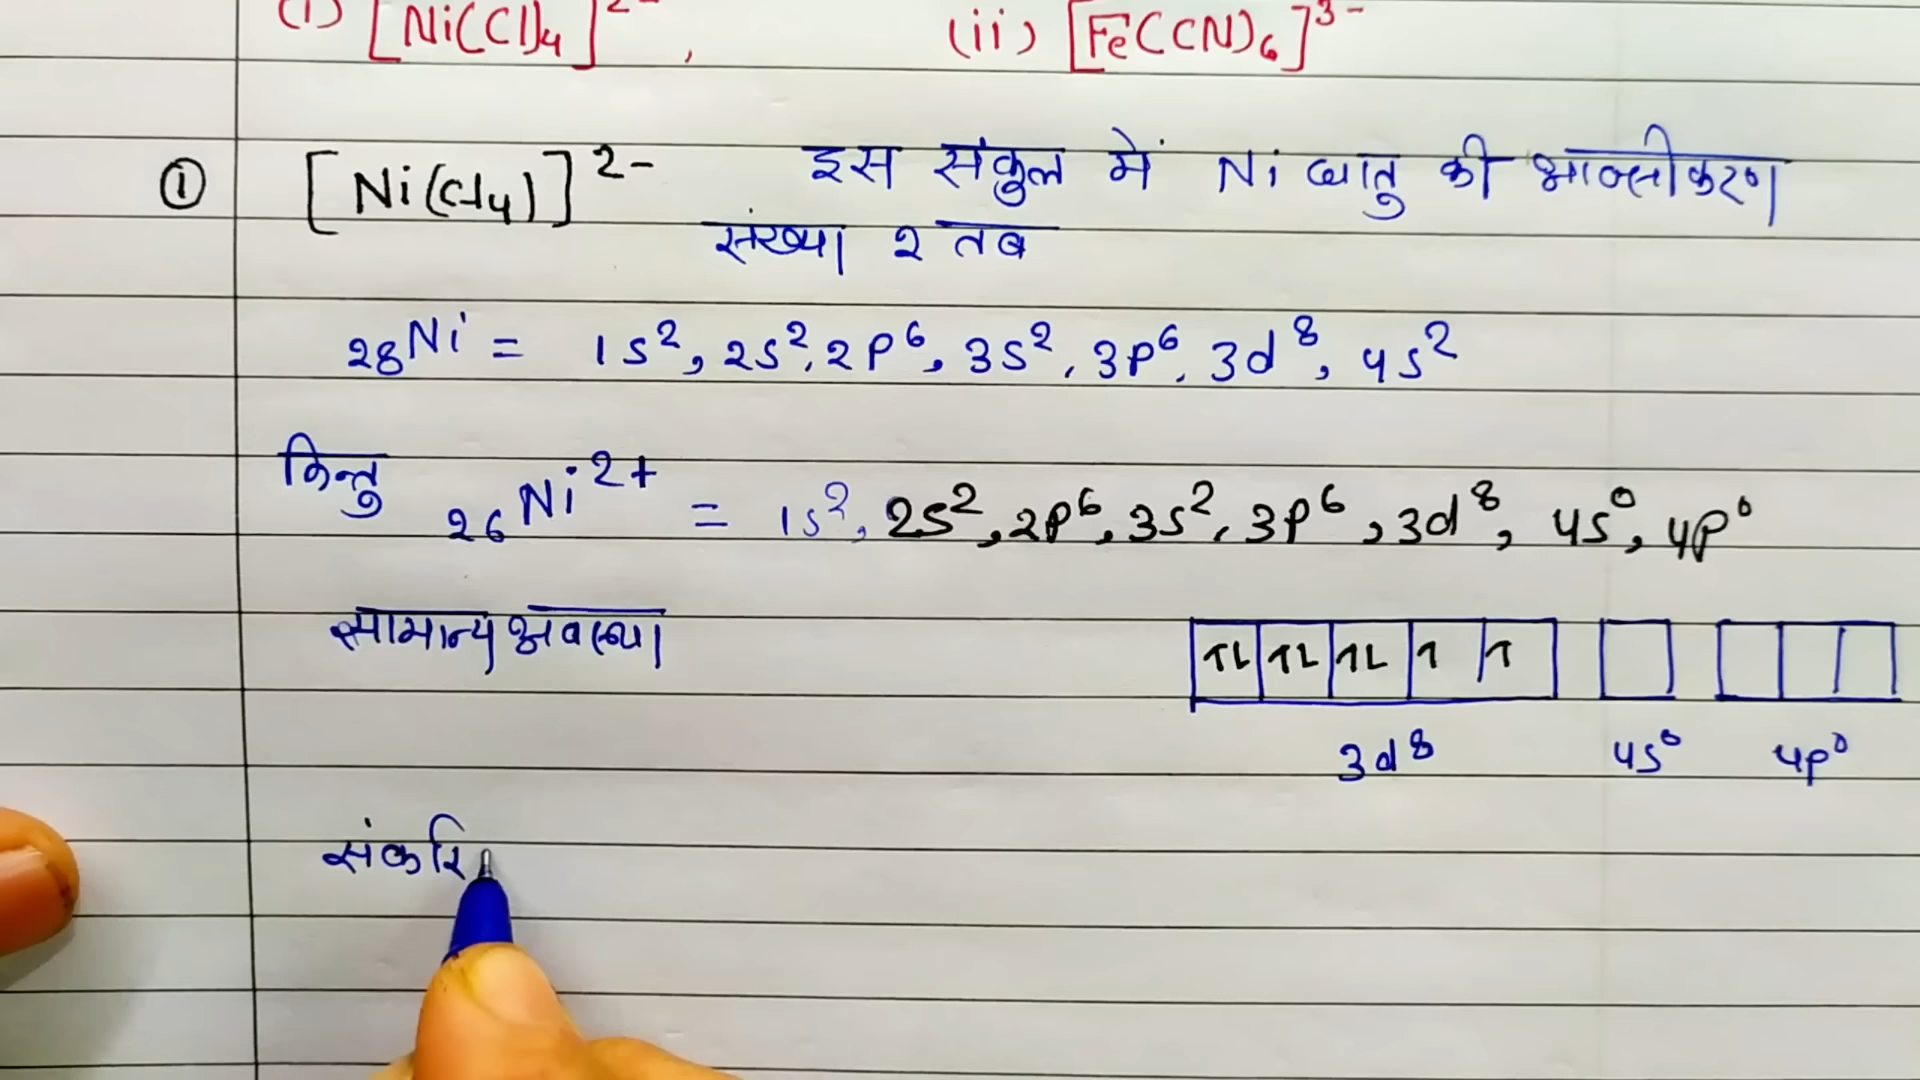 (i) [Ni(Cl)₄]²⁻, (ii) [Fe(CN)₆]³⁻
① [Ni(Cl₄)]²⁻ इस संकुल में Ni धातु की आक्सीकरण
संख्या 2 तब
₂₈Ni = 1s², 2s², 2p⁶, 3s², 3p⁶, 3d⁸, 4s²
किन्तु ₂₆Ni²⁺ = 1s², 2s², 2p⁶, 3s², 3p⁶, 3d⁸, 4s⁰, 4p⁰
सामान्य अवस्था ↑↓ ↑↓ ↑↓ ↑ ↑
3d⁸ 4s⁰ 4p⁰
संकरि